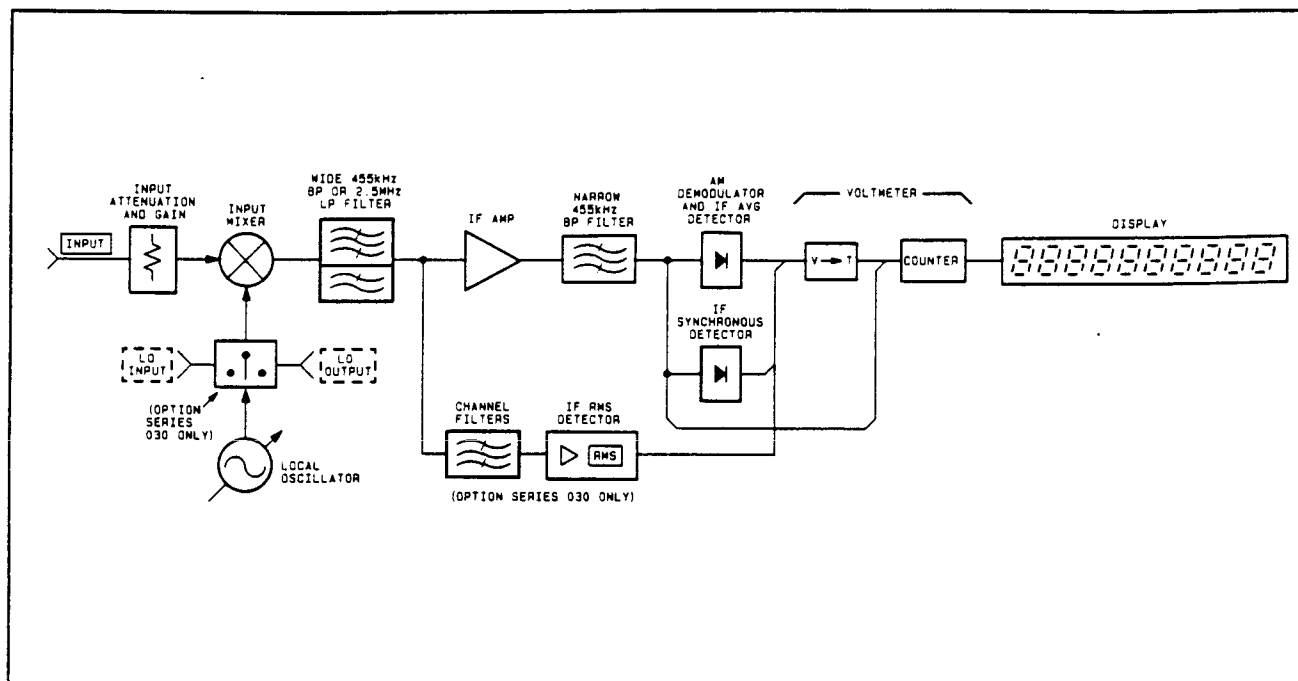 WIDE 455kHz
BP OR 2.5MHz
LP FILTER
INPUT
ATTENUATION
AND GAIN
INPUT
MIXER
IF AMP
NARROW
455kHz
BP FILTER
AM
DEMODULATOR
AND IF AVG
DETECTOR
VOLTMETER
DISPLAY
INPUT
V → T
COUNTER
8888888888
IF
SYNCHRONOUS
DETECTOR
LO
INPUT
LO
OUTPUT
(OPTION
SERIES
030 ONLY)
CHANNEL
FILTERS
IF RMS
DETECTOR
RMS
LOCAL
OSCILLATOR
(OPTION SERIES 030 ONLY)